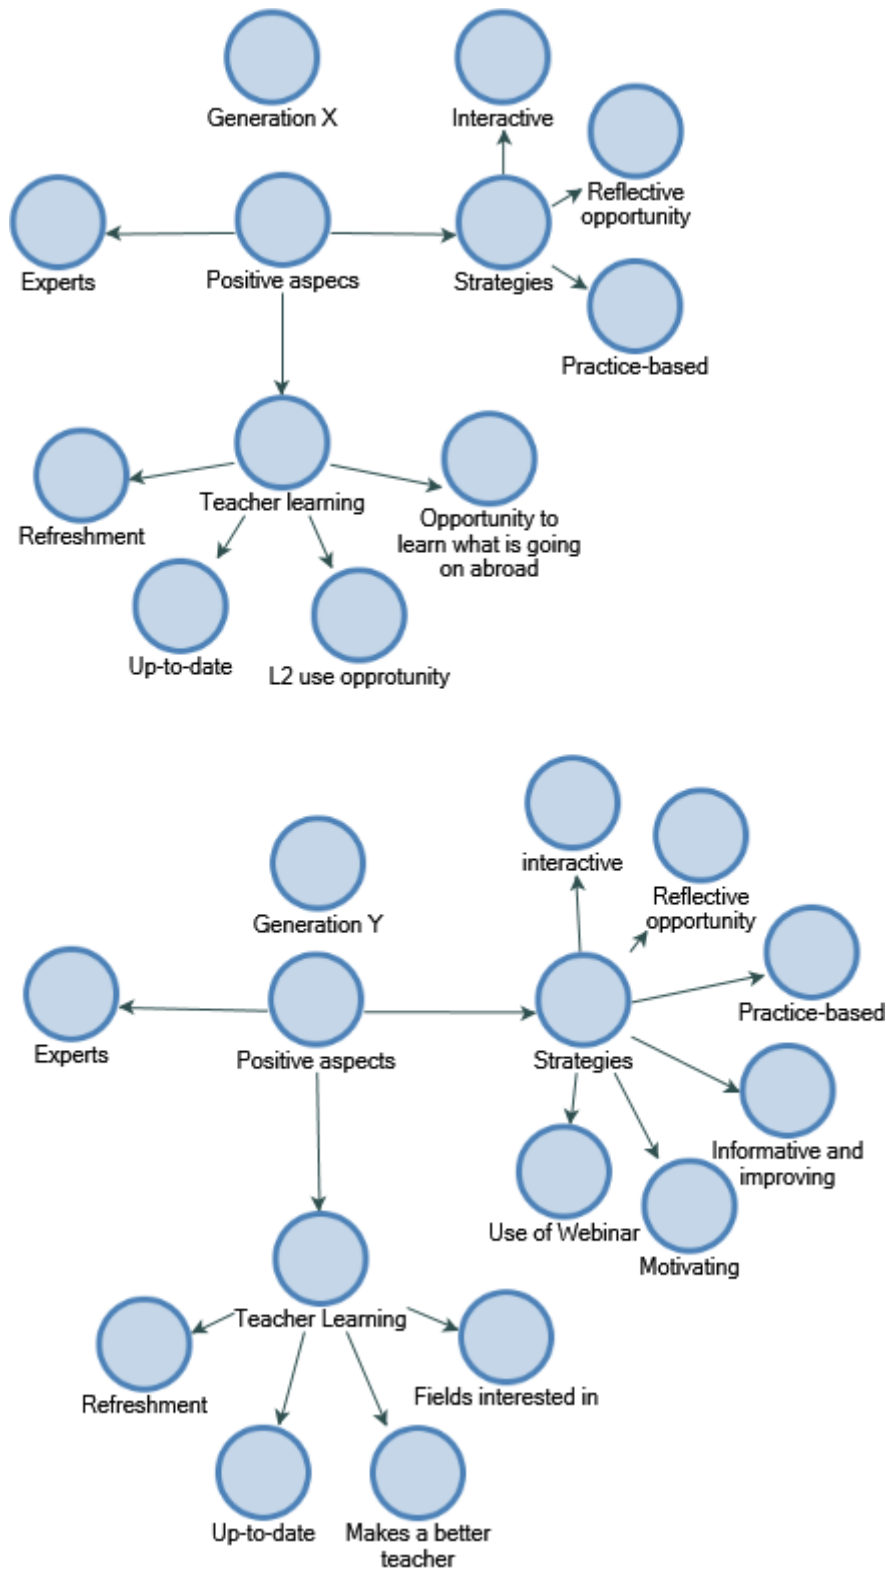 Generation X
Interactive
Reflective
opportunity
Experts
Positive aspecs
Strategies
Practice-based
Teacher learning
Refreshment
Opportunity to
learn what is going
on abroad
Up-to-date
L2 use opprotunity
interactive
Reflective
opportunity
Generation Y
Practice-based
Experts
Positive aspects
Strategies
Informative and
improving
Use of Webinar
Motivating
Teacher Learning
Refreshment
Fields interested in
Up-to-date
Makes a better
teacher